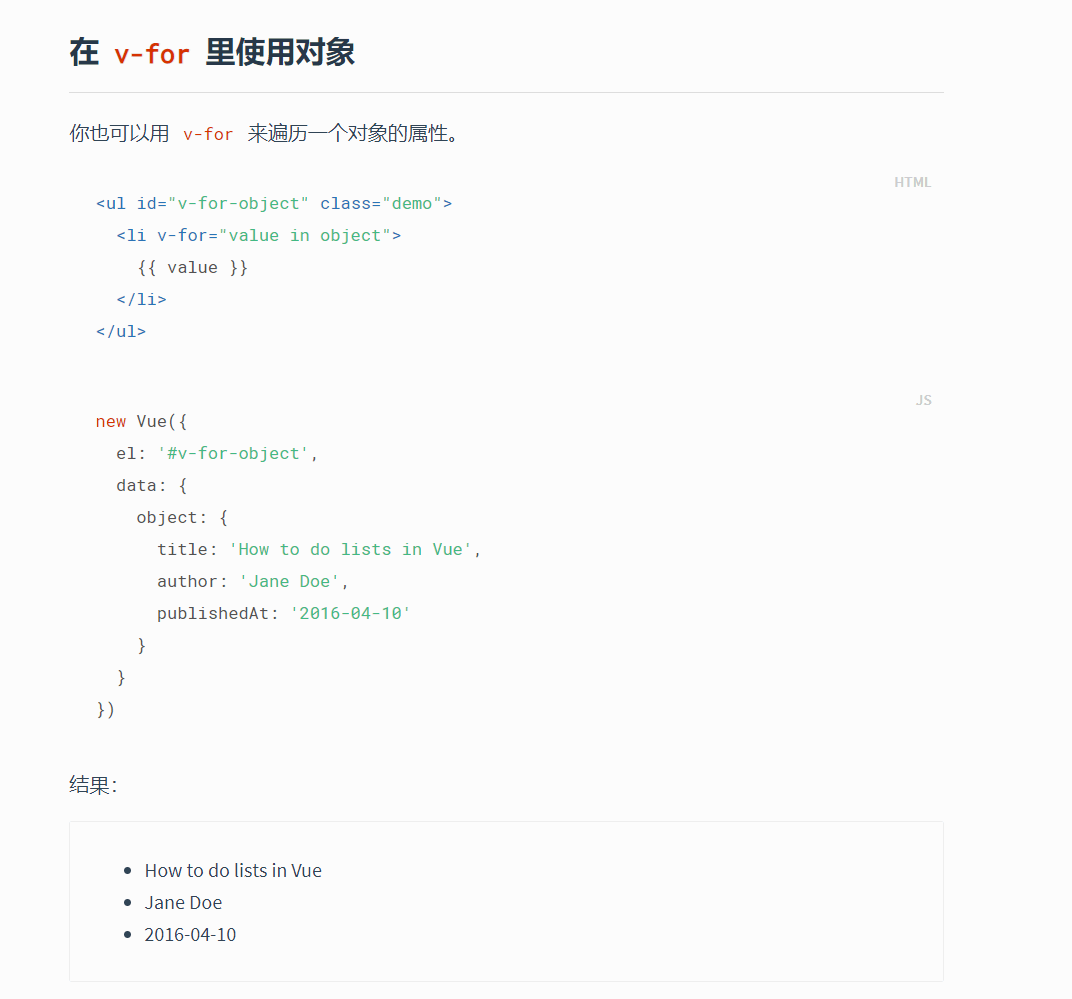 在 v-for 里使用对象
你也可以用 v-for 来遍历一个对象的属性。
HTML
<ul id="v-for-object" class="demo">
  <li v-for="value in object">
    {{ value }}
  </li>
</ul>
JS
new Vue({
  el: '#v-for-object',
  data: {
    object: {
      title: 'How to do lists in Vue',
      author: 'Jane Doe',
      publishedAt: '2016-04-10'
    }
  }
})
结果：
• How to do lists in Vue
• Jane Doe
• 2016-04-10